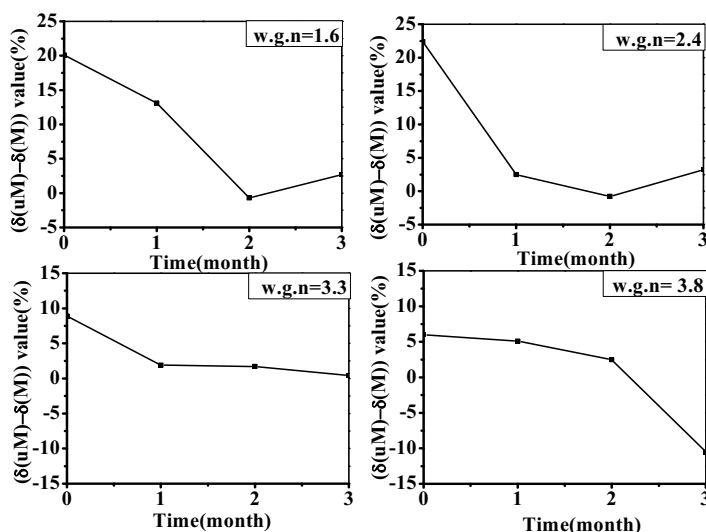 w.g.n=1.6
(δ(uM)−δ(M)) value(%)
25
20
15
10
5
0
-5
0 1 2 3
Time(month)
w.g.n=2.4
(δ(uM)−δ(M)) value(%)
25
20
15
10
5
0
-5
0 1 2 3
Time(month)
w.g.n=3.3
(δ(uM)−δ(M)) value(%)
15
10
5
0
-5
-10
-15
0 1 2 3
Time(month)
w.g.n= 3.8
(δ(uM)−δ(M)) value(%)
15
10
5
0
-5
-10
-15
0 1 2 3
Time(month)